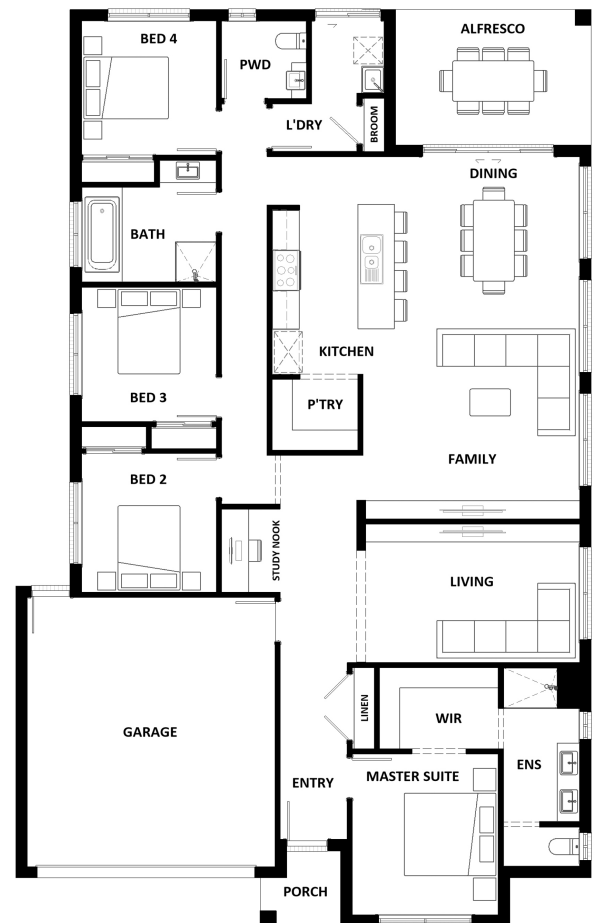 ALFRESCO
BED 4
PWD
L'DRY
BROOM
DINING
BATH
KITCHEN
BED 3
P'TRY
FAMILY
BED 2
STUDY NOOK
LIVING
LINEN
WIR
GARAGE
ENS
ENTRY
MASTER SUITE
PORCH